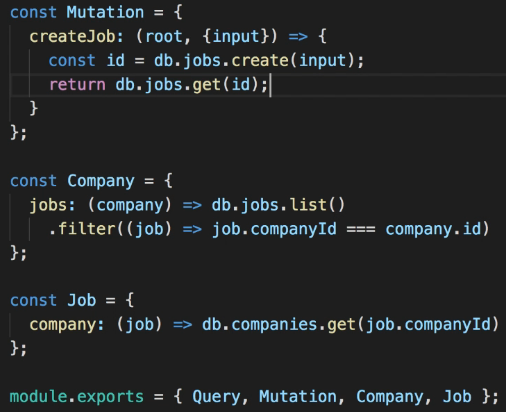 const Mutation = {
  createJob: (root, {input}) => {
    const id = db.jobs.create(input);
    return db.jobs.get(id);
  }
};

const Company = {
  jobs: (company) => db.jobs.list()
    .filter((job) => job.companyId === company.id)
};

const Job = {
  company: (job) => db.companies.get(job.companyId)
};

module.exports = { Query, Mutation, Company, Job };